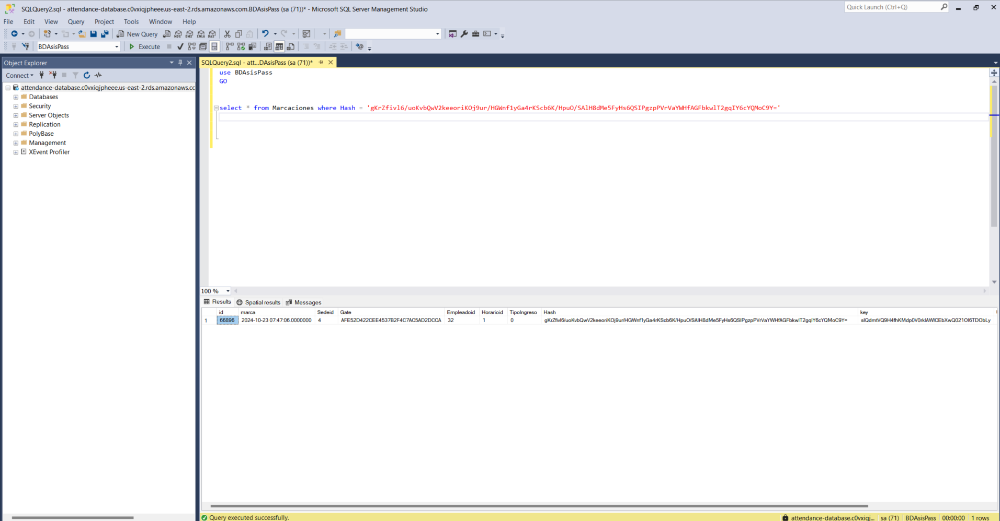 SQLQuery2.sql - attendance-database.c0vxiqjpheee.us-east-2.rds.amazonaws.com.BDAsisPass (sa (71))* - Microsoft SQL Server Management Studio
Quick Launch (Ctrl+Q)
File Edit View Query Project Tools Window Help
New Query
BDAsisPass
Execute
Object Explorer
SQLQuery2.sql - att...DAsisPass (sa (71))*
Connect
attendance-database.c0vxiqjpheee.us-east-2.rds.amazonaws.cc
Databases
Security
Server Objects
Replication
PolyBase
Management
XEvent Profiler
use BDAsisPass
GO
select * from Marcaciones where Hash = 'gKrZfivl6/uoKvbQwV2keeoriKOj9ur/HGWnf1yGa4rKScb6K/HpuO/SAlH8dMe5FyHs6QSIPgzpPVrVaYWHfAGFbkwlT2gqIY6cYQMoC9Y='
100 %
Results Spatial results Messages
id marca Sedeid Gate Empleadoid Horarioid TipoIngreso Hash key
1 66896 2024-10-23 07:47:06.0000000 4 AFE52D422CEE4537B2F4C7AC5AD2DCCA 32 1 0 gKrZfivl6/uoKvbQwV2keeoriKOj9ur/HGWnf1yGa4rKScb6K/HpuO/SAlH8dMe5FyHs6QSIPgzpPVrVaYWHfAGFbkwlT2gqIY6cYQMoC9Y= sIQdmtVQ9H4fhKMdp0V0rklAWlCEbXwQ021Ol6TDObLy
Query executed successfully.
attendance-database.c0vxiqj... sa (71) BDAsisPass 00:00:00 1 rows